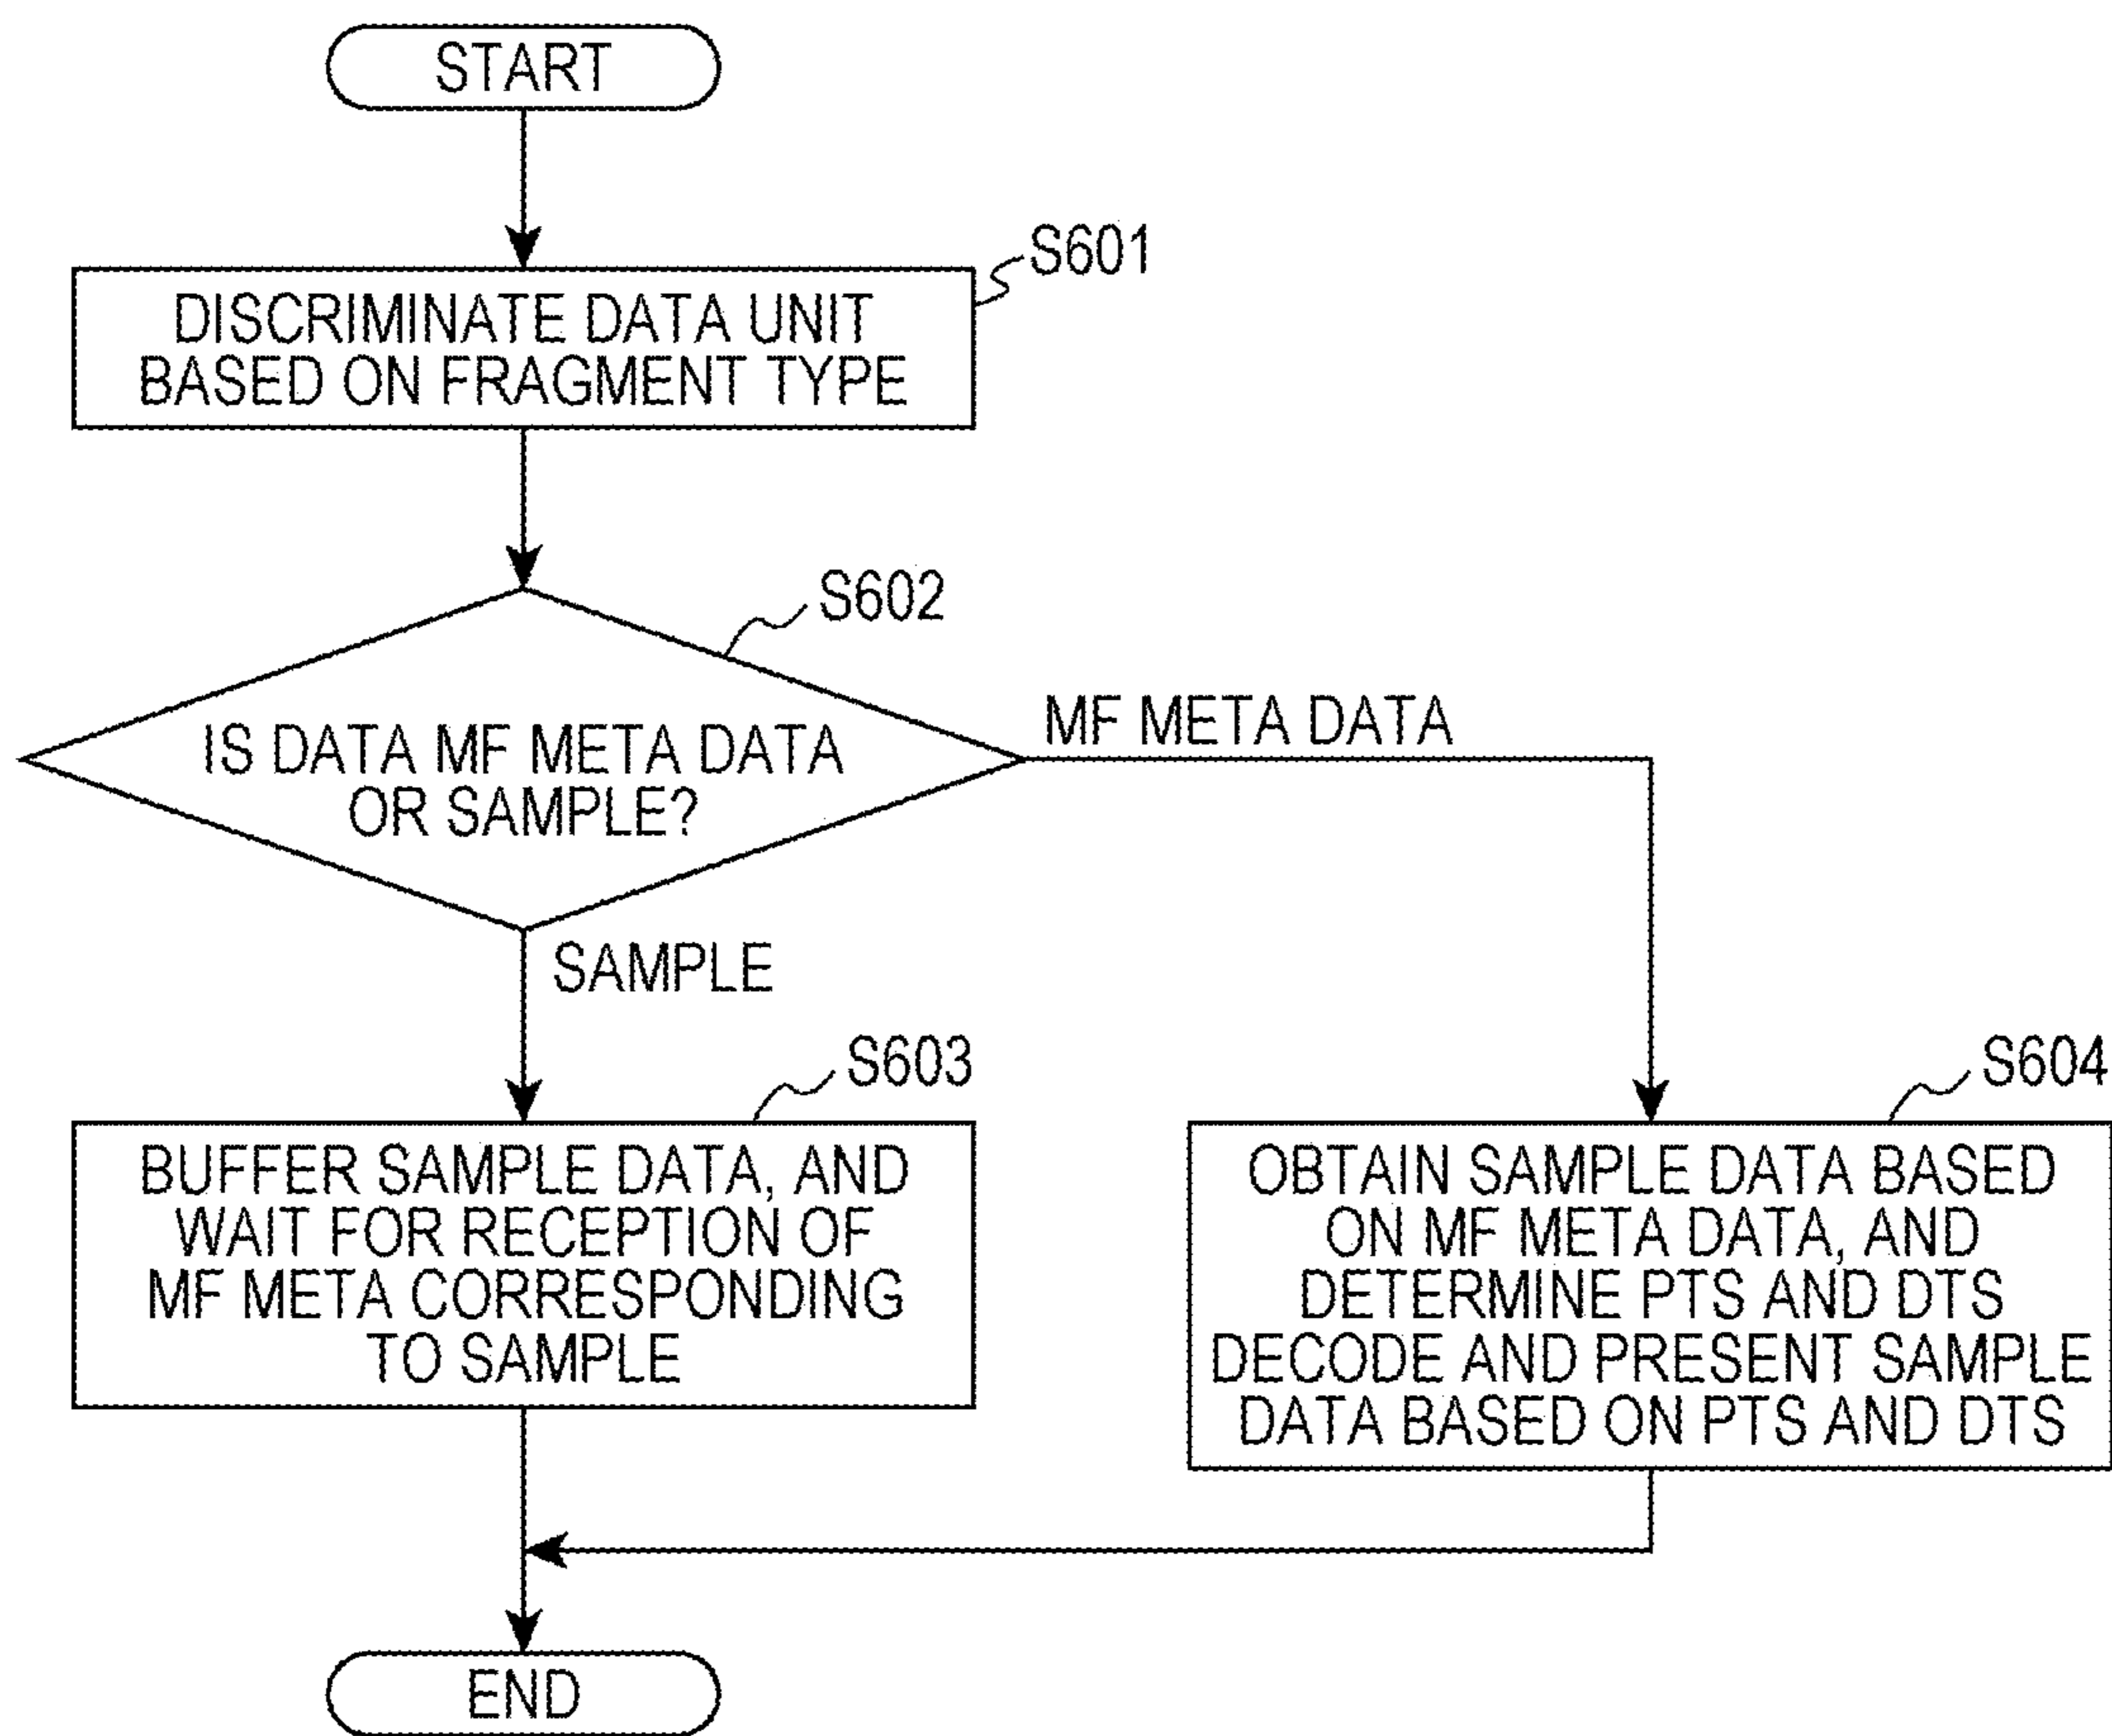 START
S601
DISCRIMINATE DATA UNIT
BASED ON FRAGMENT TYPE
S602
IS DATA MF META DATA
OR SAMPLE?
MF META DATA
SAMPLE
S603
BUFFER SAMPLE DATA, AND
WAIT FOR RECEPTION OF
MF META CORRESPONDING
TO SAMPLE
S604
OBTAIN SAMPLE DATA BASED
ON MF META DATA, AND
DETERMINE PTS AND DTS
DECODE AND PRESENT SAMPLE
DATA BASED ON PTS AND DTS
END